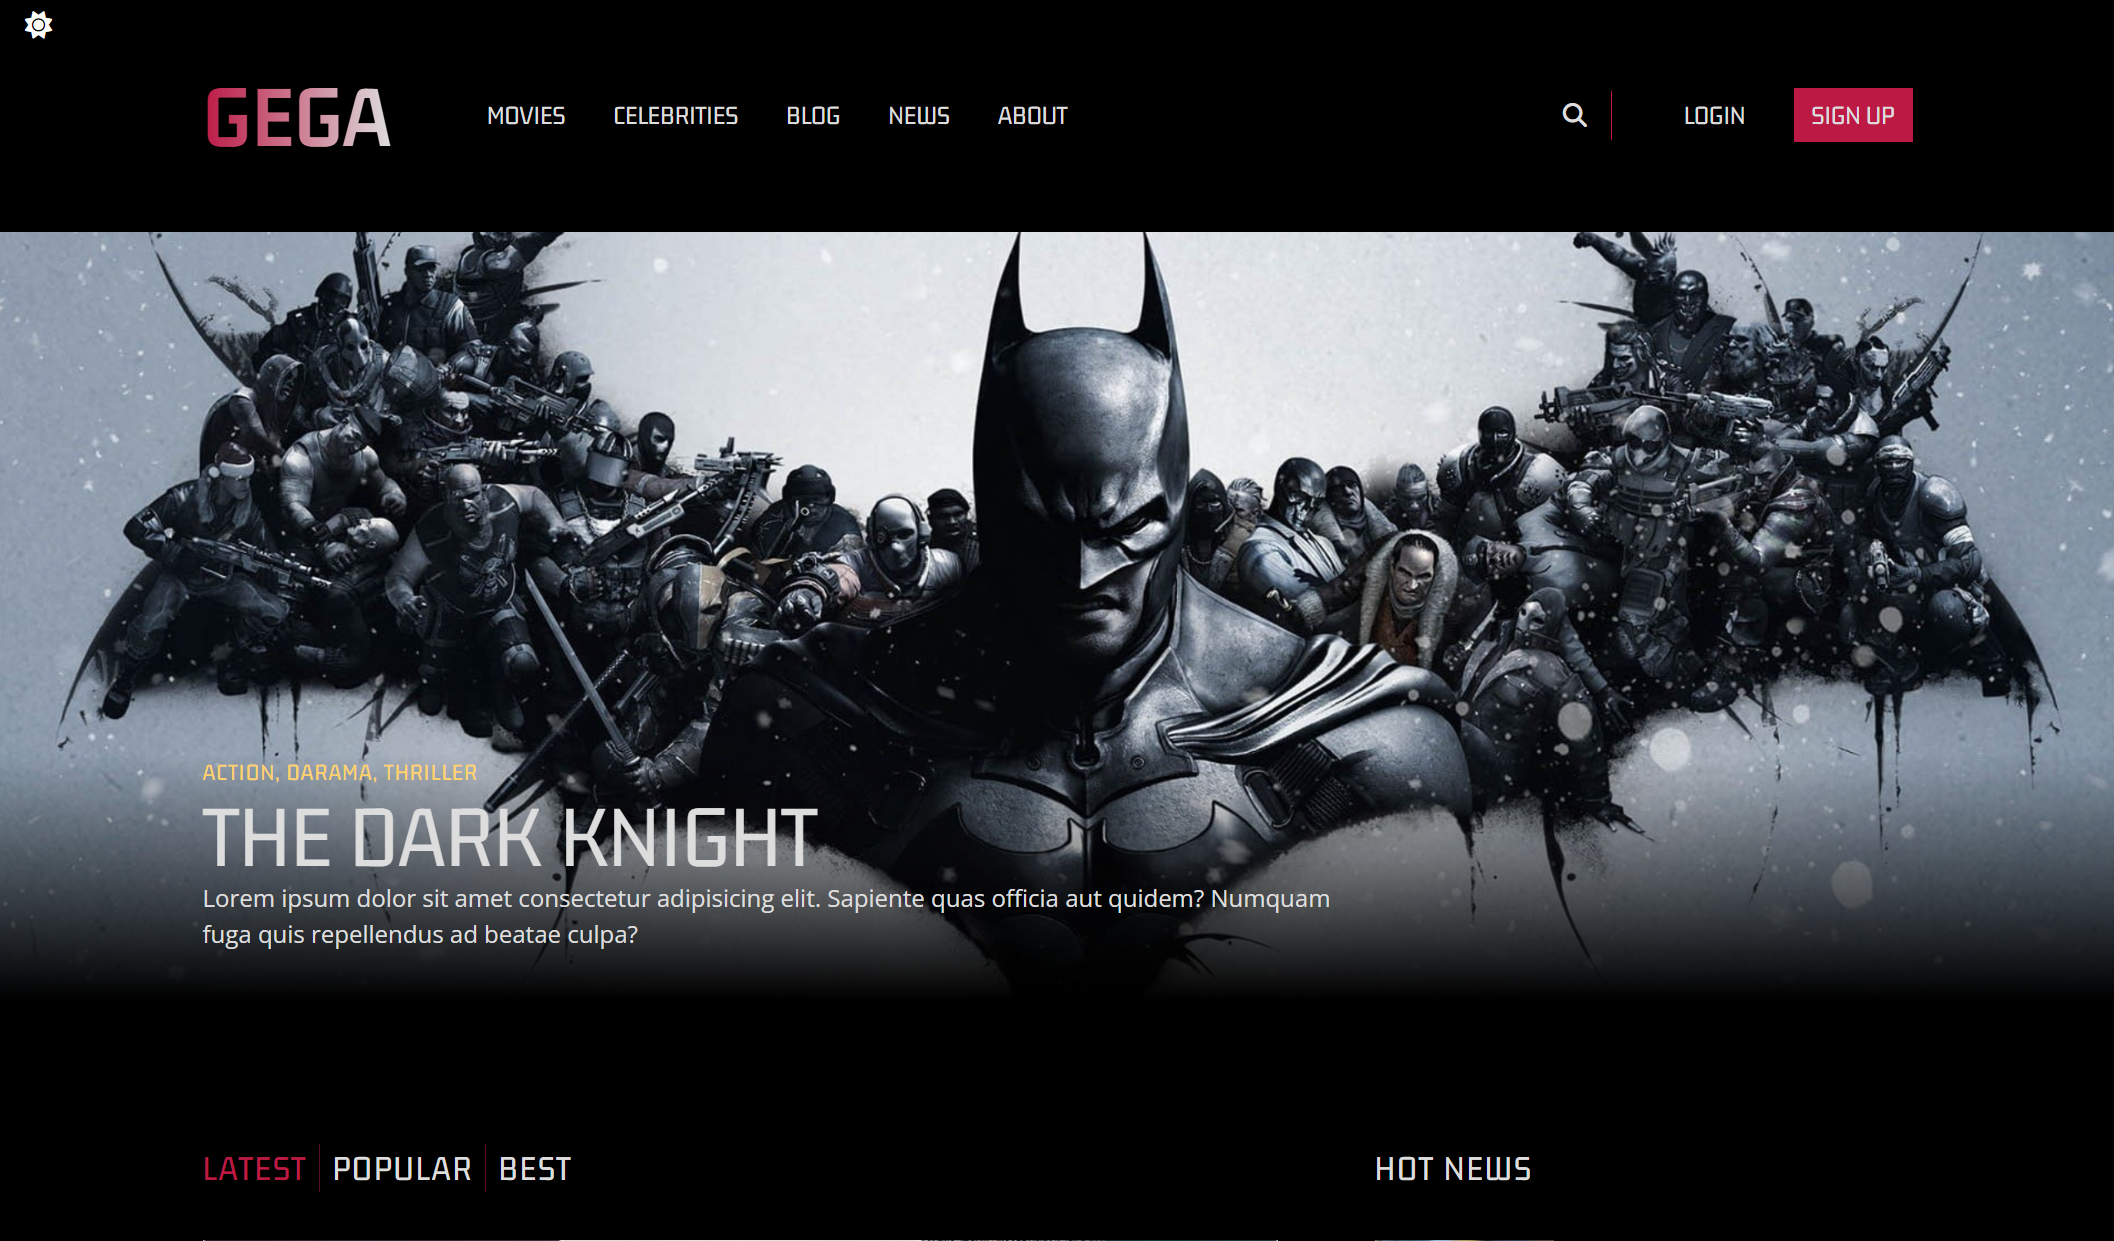 GEGA
MOVIES CELEBRITIES BLOG NEWS ABOUT LOGIN SIGN UP
ACTION, DARAMA, THRILLER
THE DARK KNIGHT
Lorem ipsum dolor sit amet consectetur adipisicing elit. Sapiente quas officia aut quidem? Numquam
fuga quis repellendus ad beatae culpa?
LATEST POPULAR BEST
HOT NEWS